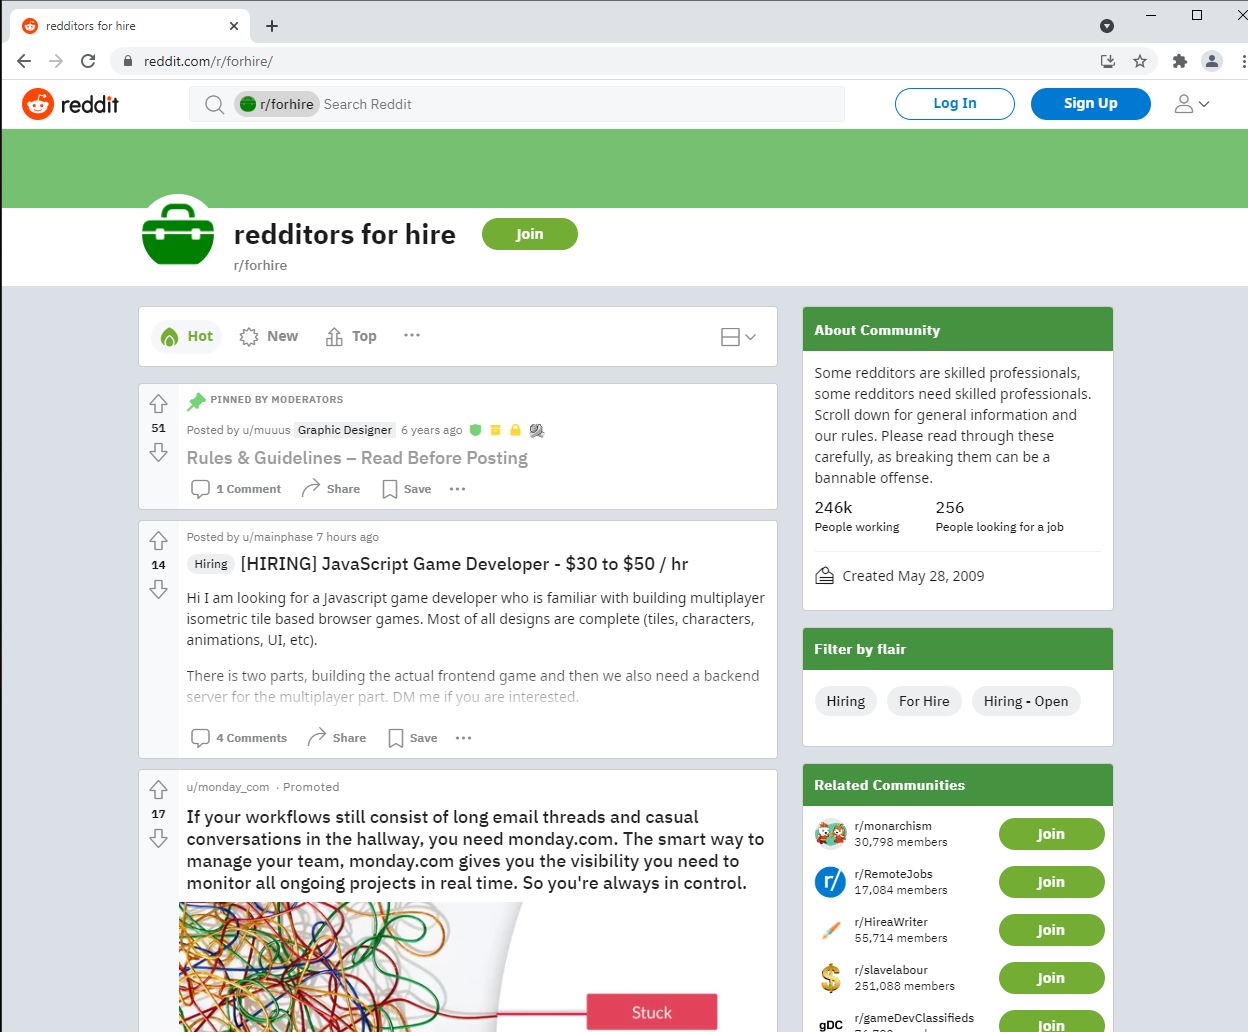 redditors for hire
reddit.com/r/forhire/
reddit
r/forhire Search Reddit
Log In
Sign Up
redditors for hire
Join
r/forhire
Hot
New
Top
51
PINNED BY MODERATORS
Posted by u/muuus Graphic Designer 6 years ago
Rules & Guidelines – Read Before Posting
1 Comment Share Save
14
Posted by u/mainphase 7 hours ago
Hiring [HIRING] JavaScript Game Developer - $30 to $50 / hr
Hi I am looking for a Javascript game developer who is familiar with building multiplayer
isometric tile based browser games. Most of all designs are complete (tiles, characters,
animations, UI, etc).
There is two parts, building the actual frontend game and then we also need a backend
server for the multiplayer part. DM me if you are interested.
4 Comments Share Save
17
u/monday_com · Promoted
If your workflows still consist of long email threads and casual
conversations in the hallway, you need monday.com. The smart way to
manage your team, monday.com gives you the visibility you need to
monitor all ongoing projects in real time. So you're always in control.
Stuck
About Community
Some redditors are skilled professionals,
some redditors need skilled professionals.
Scroll down for general information and
our rules. Please read through these
carefully, as breaking them can be a
bannable offense.
246k 256
People working People looking for a job
Created May 28, 2009
Filter by flair
Hiring For Hire Hiring - Open
Related Communities
r/monarchism
30,798 members
Join
r/ r/RemoteJobs
17,084 members
Join
r/HireaWriter
55,714 members
Join
r/slavelabour
251,088 members
Join
gDC r/gameDevClassifieds
Join